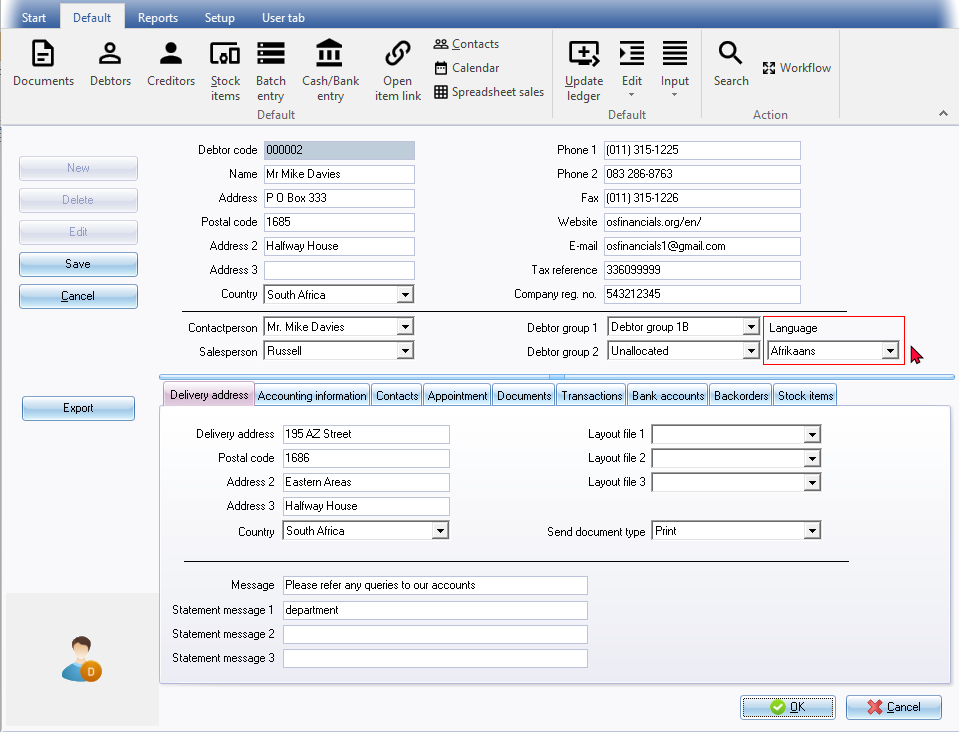 Start Default Reports Setup User tab
Documents Debtors Creditors Stock items Batch entry Cash/Bank entry Open item link Contacts Calendar Spreadsheet sales Update ledger Edit Input Search Workflow
Default Default Action
New
Delete
Edit
Save
Cancel
Export
Debtor code 000002
Name Mr Mike Davies
Address P O Box 333
Postal code 1685
Address 2 Halfway House
Address 3
Country South Africa
Phone 1 (011) 315-1225
Phone 2 083 286-8763
Fax (011) 315-1226
Website osfinancials.org/en/
E-mail osfinancials1@gmail.com
Tax reference 336099999
Company reg. no. 543212345
Contactperson Mr. Mike Davies
Salesperson Russell
Debtor group 1 Debtor group 1B
Debtor group 2 Unallocated
Language
Afrikaans
Delivery address Accounting information Contacts Appointment Documents Transactions Bank accounts Backorders Stock items
Delivery address 195 AZ Street
Postal code 1686
Address 2 Eastern Areas
Address 3 Halfway House
Country South Africa
Layout file 1
Layout file 2
Layout file 3
Send document type Print
Message Please refer any queries to our accounts
Statement message 1 department
Statement message 2
Statement message 3
D
OK Cancel